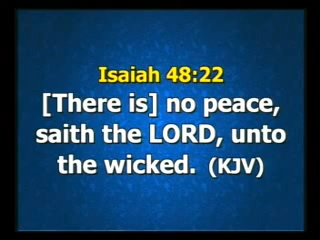 Isaiah 48:22
[There is] no peace,
saith the LORD, unto
the wicked. (KJV)